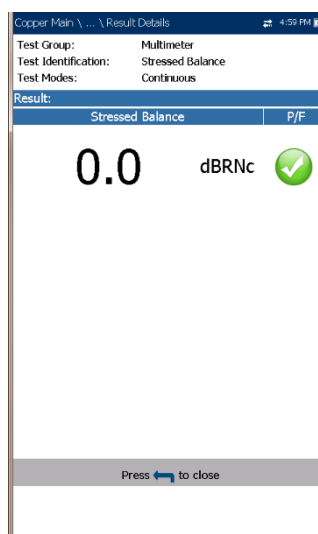 Copper Main \ ... \ Result Details 4:59 PM
Test Group: Multimeter
Test Identification: Stressed Balance
Test Modes: Continuous
Result:
Stressed Balance P/F
0.0 dBRNc
Press to close